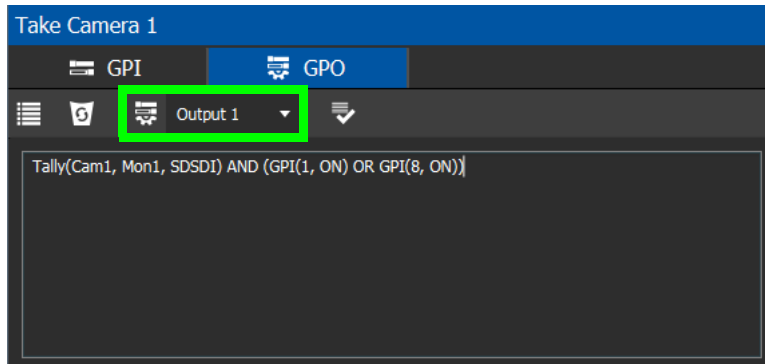 Take Camera 1
GPI GPO
Output 1
Tally(Cam1, Mon1, SDSDI) AND (GPI(1, ON) OR GPI(8, ON))